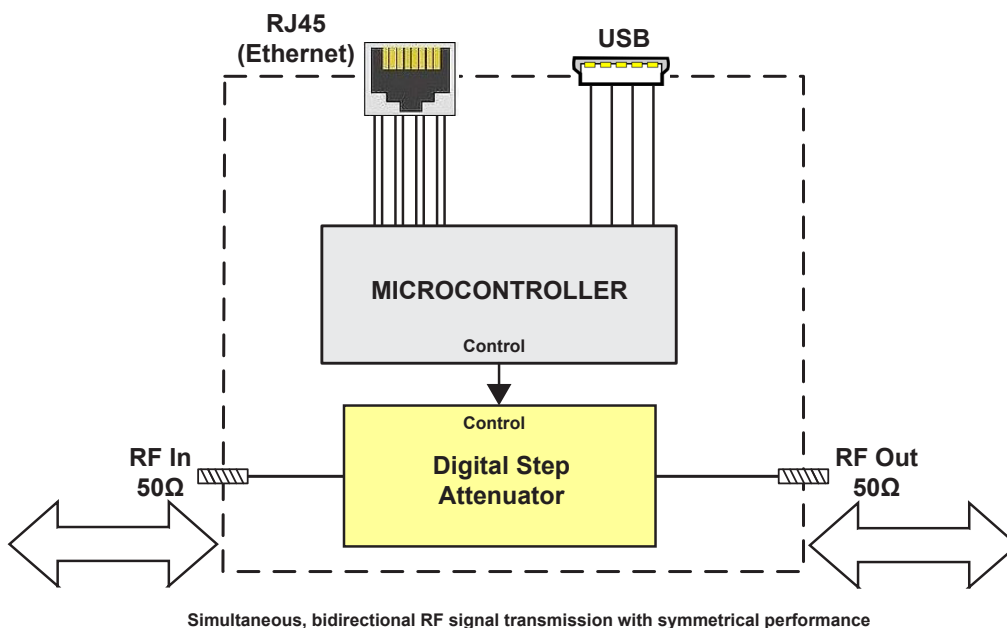 RJ45
(Ethernet)
USB
MICROCONTROLLER
Control
Control
Digital Step
Attenuator
RF In
50Ω
RF Out
50Ω
Simultaneous, bidirectional RF signal transmission with symmetrical performance